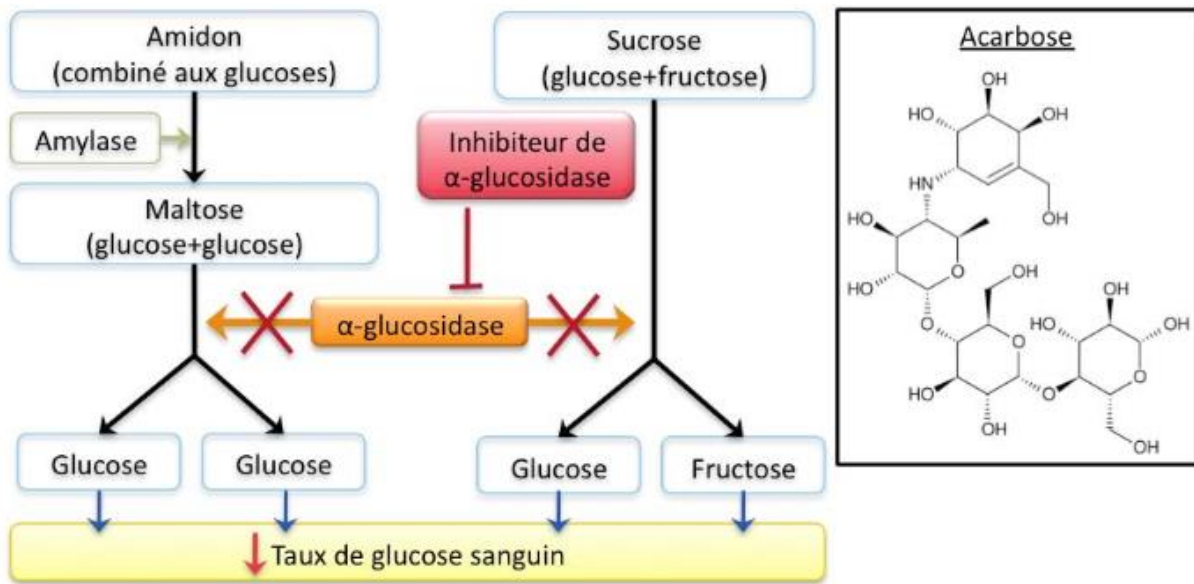 Amidon
(combiné aux glucoses)
Sucrose
(glucose+fructose)
Amylase
Inhibiteur de
α-glucosidase
Maltose
(glucose+glucose)
α-glucosidase
Glucose
Glucose
Glucose
Fructose
Taux de glucose sanguin
Acarbose
OH
HO
OH
HN
OH
HO
O
HO
OH
O
O
HO
OH
HO
OH
O
O
HO
OH
OH